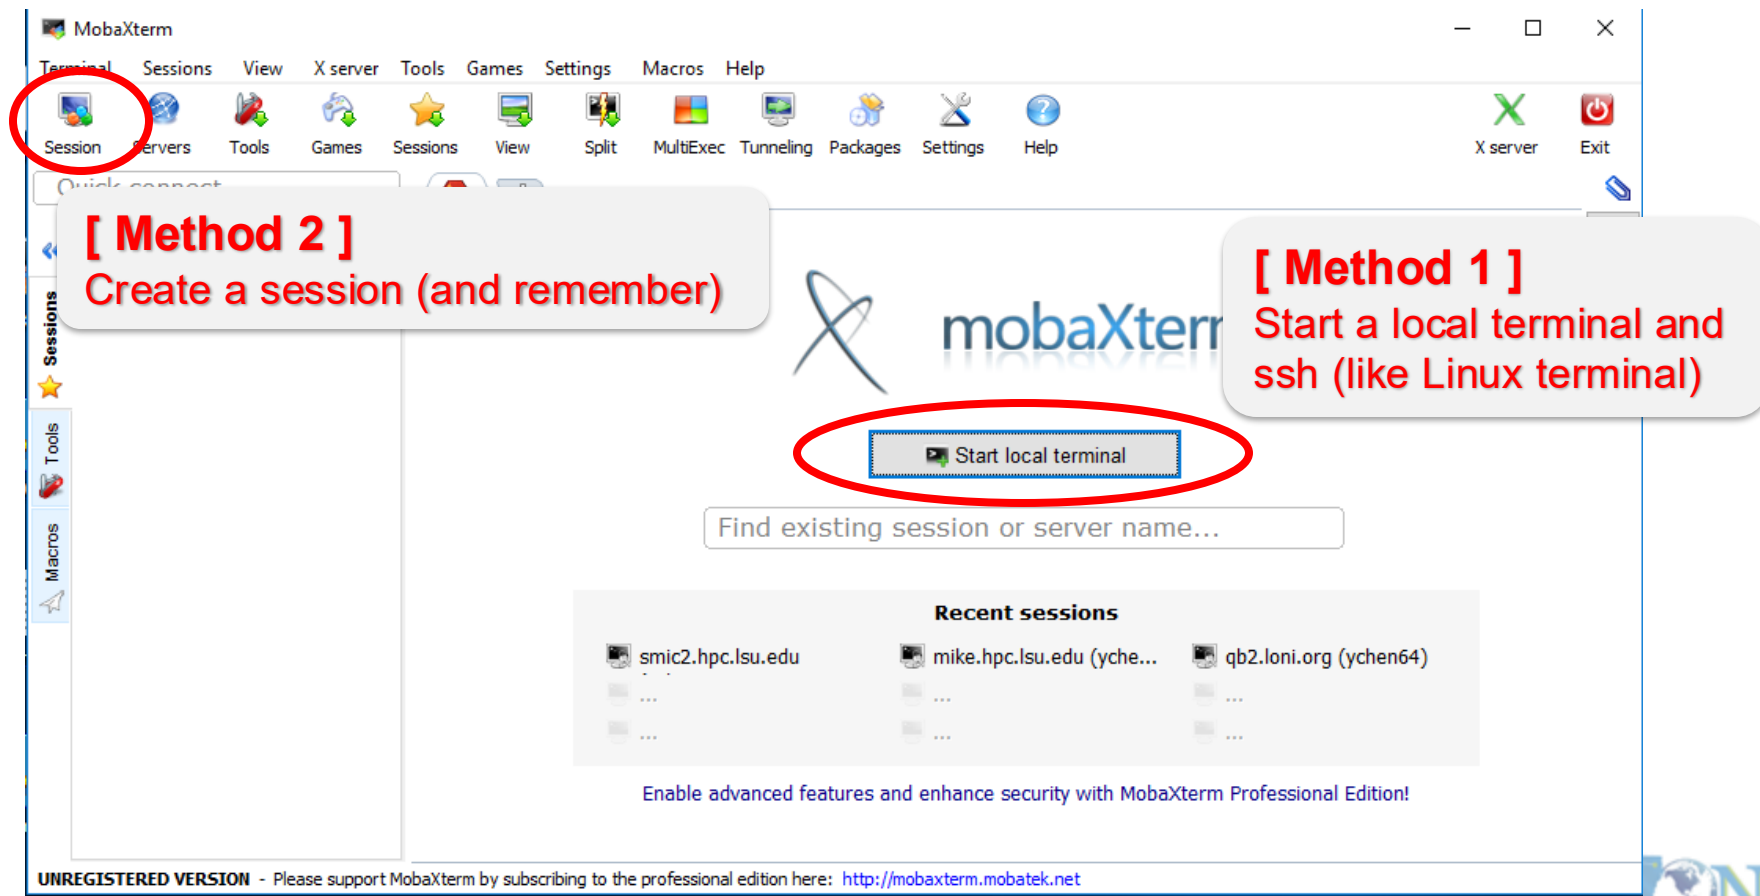 MobaXterm
Terminal Sessions View X server Tools Games Settings Macros Help
Session Servers Tools Games Sessions View Split MultiExec Tunneling Packages Settings Help X server Exit
Quick connect
[ Method 2 ]
Create a session (and remember)
[ Method 1 ]
Start a local terminal and
ssh (like Linux terminal)
Sessions
Tools
Macros
mobaXterm
Start local terminal
Find existing session or server name...
Recent sessions
smic2.hpc.lsu.edu mike.hpc.lsu.edu (yche... qb2.loni.org (ychen64)
... ... ...
... ... ...
Enable advanced features and enhance security with MobaXterm Professional Edition!
UNREGISTERED VERSION - Please support MobaXterm by subscribing to the professional edition here: http://mobaxterm.mobatek.net